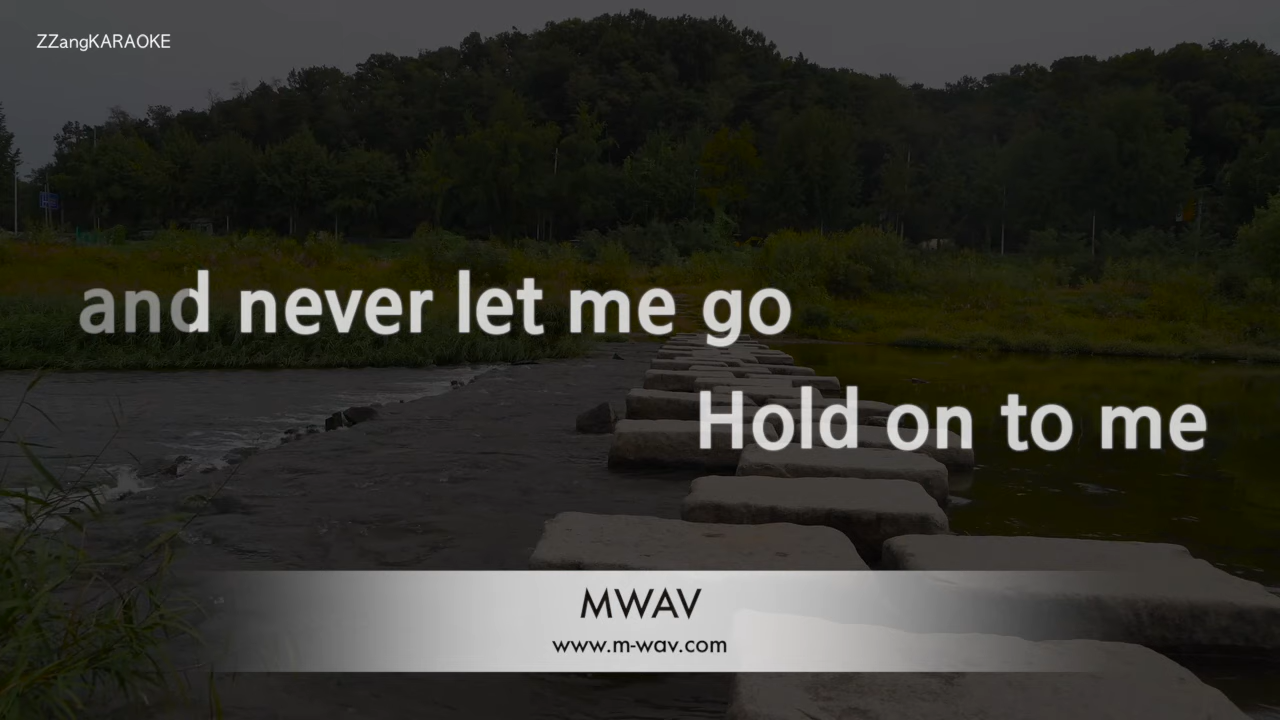 ZZangKARAOKE
and never let me go
Hold on to me
MWAV
www.m-wav.com